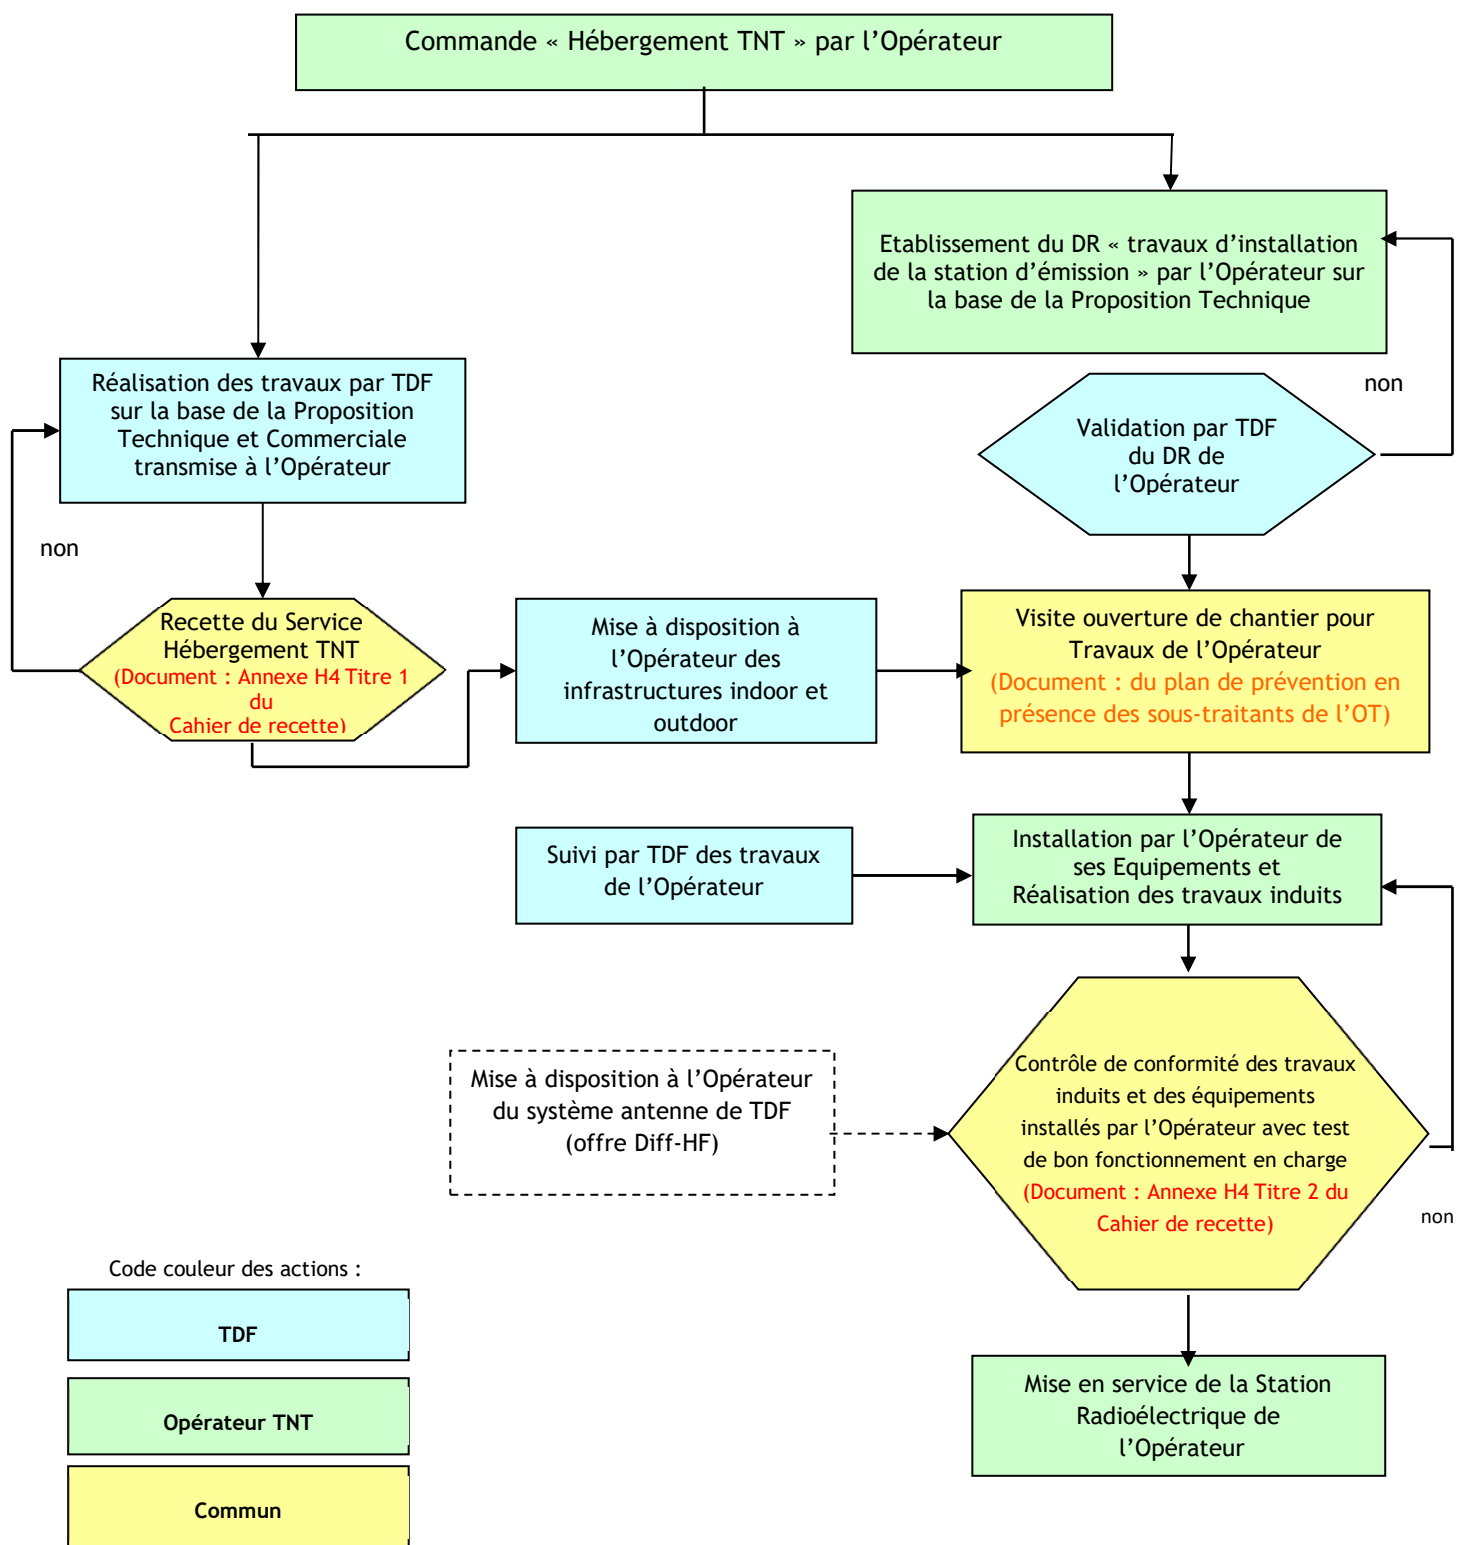 Commande « Hébergement TNT » par l’Opérateur
Etablissement du DR « travaux d’installation
de la station d’émission » par l’Opérateur sur
la base de la Proposition Technique
non
Réalisation des travaux par TDF
sur la base de la Proposition
Technique et Commerciale
transmise à l’Opérateur
Validation par TDF
du DR de
l’Opérateur
non
Recette du Service
Hébergement TNT
(Document : Annexe H4 Titre 1
du
Cahier de recette)
Mise à disposition à
l’Opérateur des
infrastructures indoor et
outdoor
Visite ouverture de chantier pour
Travaux de l’Opérateur
(Document : du plan de prévention en
présence des sous-traitants de l’OT)
Suivi par TDF des travaux
de l’Opérateur
Installation par l’Opérateur de
ses Equipements et
Réalisation des travaux induits
Mise à disposition à l’Opérateur
du système antenne de TDF
(offre Diff-HF)
Contrôle de conformité des travaux
induits et des équipements
installés par l’Opérateur avec test
de bon fonctionnement en charge
(Document : Annexe H4 Titre 2 du
Cahier de recette)
non
Code couleur des actions :
TDF
Opérateur TNT
Commun
Mise en service de la Station
Radioélectrique de
l’Opérateur